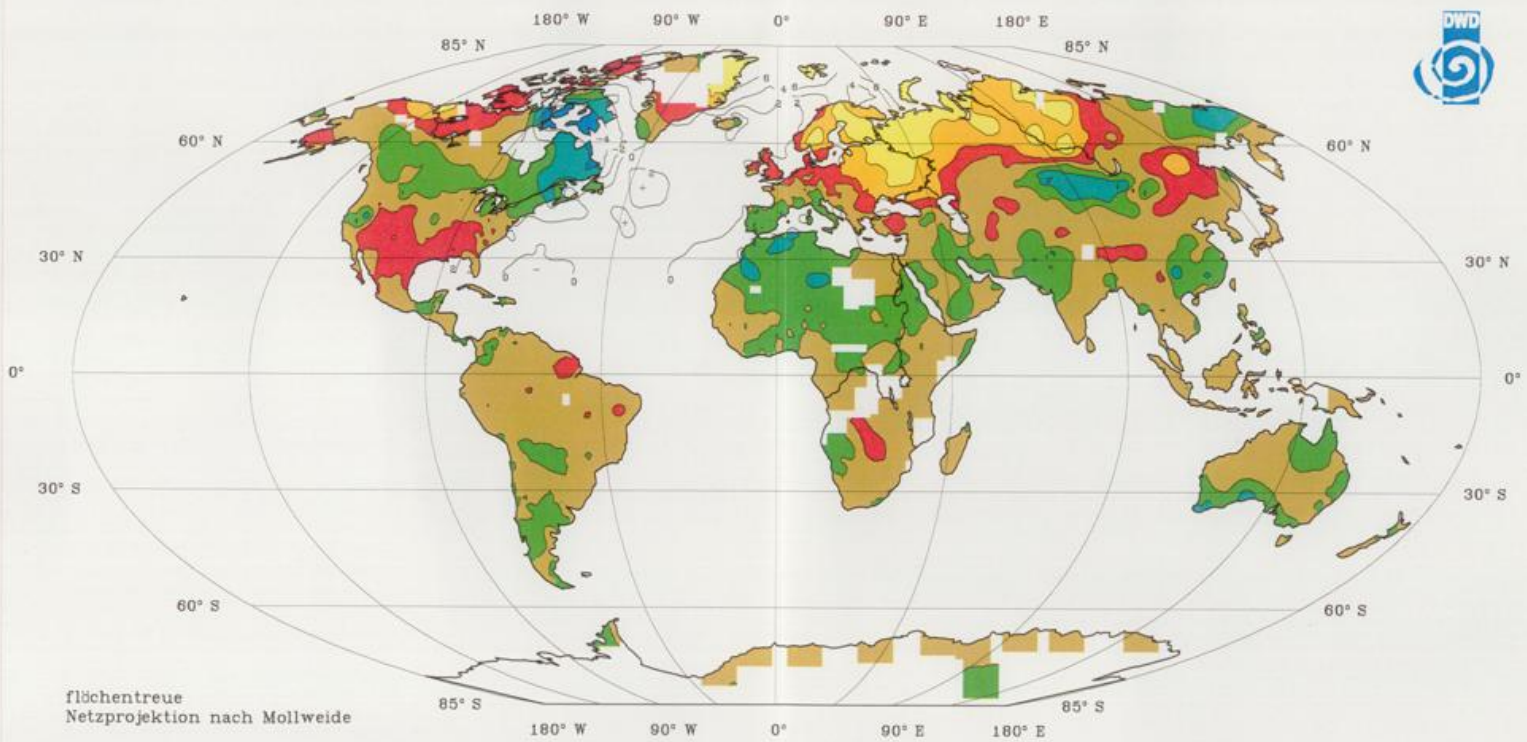 180° W 90° W 0° 90° E 180° E
DWD
85° N 85° N
60° N 60° N
30° N 30° N
0° 0°
30° S 30° S
60° S 60° S
flächentreue
Netzprojektion nach Mollweide
85° S 85° S
180° W 90° W 0° 90° E 180° E